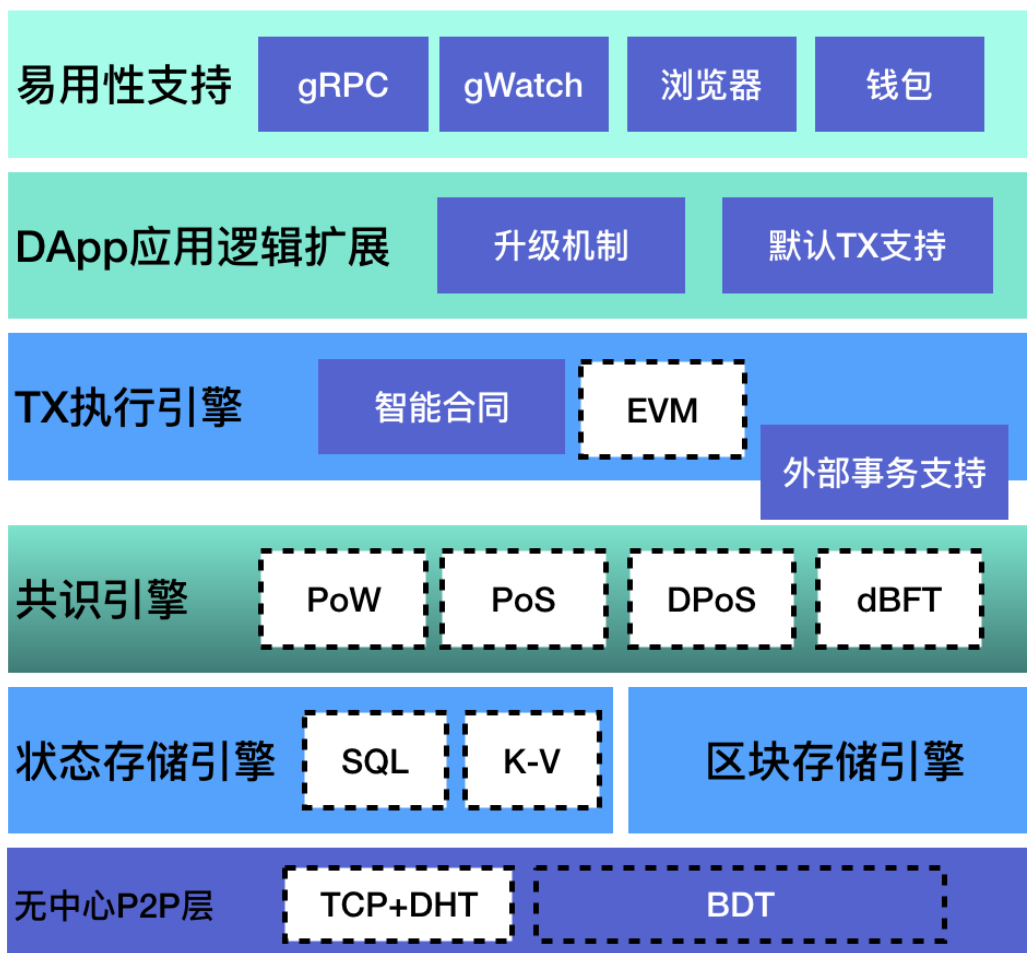 易用性支持
gRPC
gWatch
浏览器
钱包
DApp应用逻辑扩展
升级机制
默认TX支持
TX执行引擎
智能合同
EVM
外部事务支持
共识引擎
PoW
PoS
DPoS
dBFT
状态存储引擎
SQL
K-V
区块存储引擎
无中心P2P层
TCP+DHT
BDT